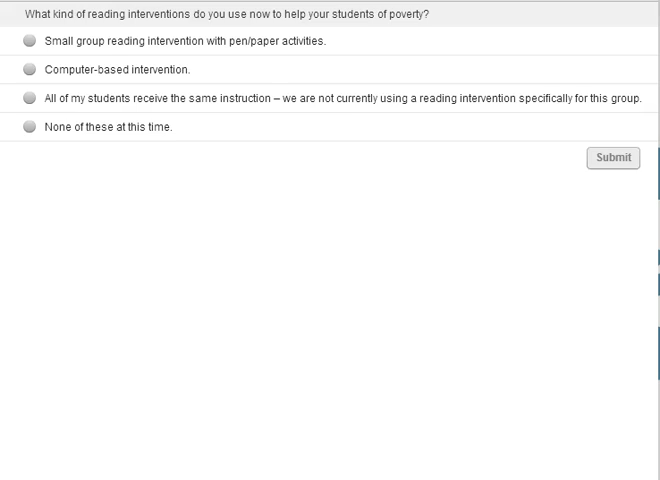 What kind of reading interventions do you use now to help your students of poverty?
Small group reading intervention with pen/paper activities.
Computer-based intervention.
All of my students receive the same instruction – we are not currently using a reading intervention specifically for this group.
None of these at this time.
Submit